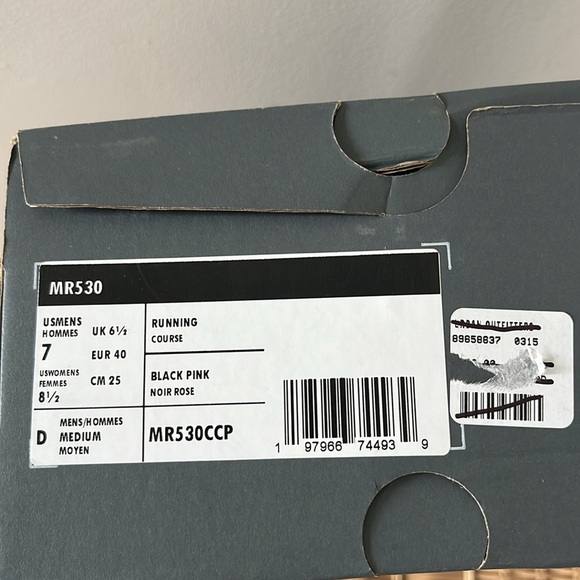 MR530
USMENS
HOMMES
7
USWOMENS
FEMMES
8½
UK 6½
EUR 40
CM 25
RUNNING
COURSE
BLACK PINK
NOIR ROSE
D
MENS/HOMMES
MEDIUM
MOYEN
MR530CCP
1 97966 74493 9
URBAN OUTFITTERS
89858637 0315